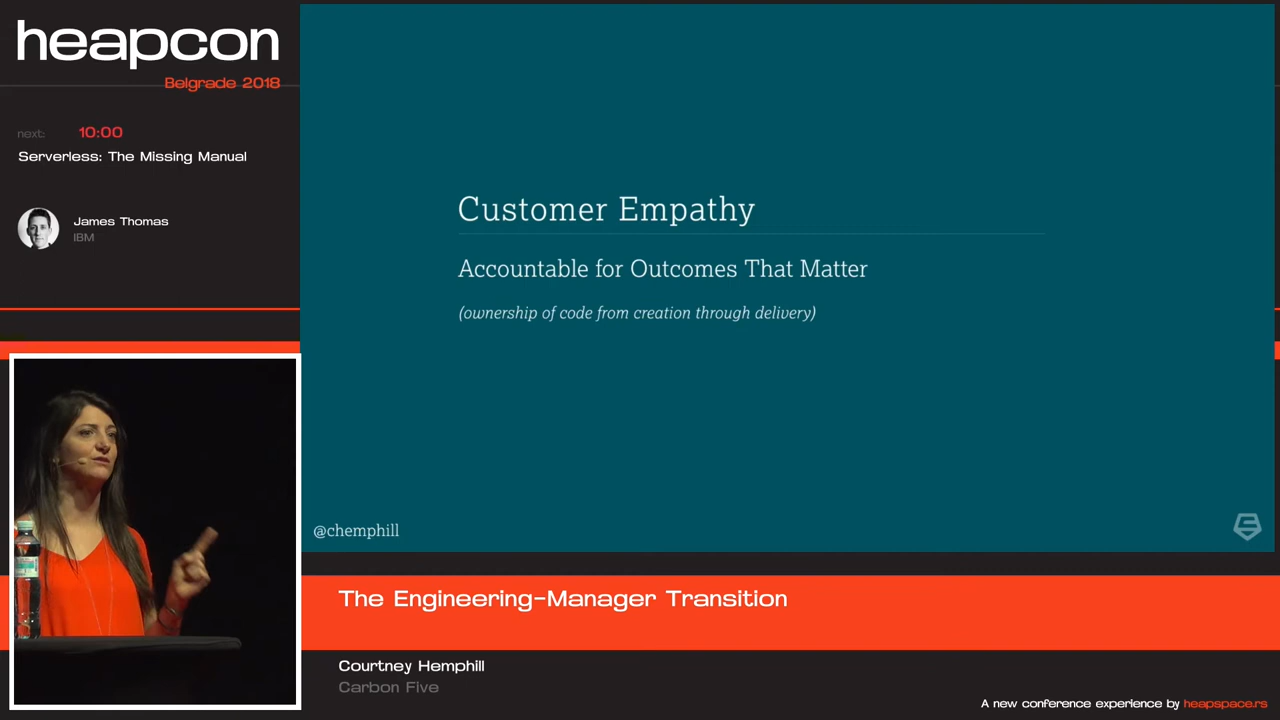 heapcon
Belgrade 2018
next: 10:00
Serverless: The Missing Manual
James Thomas
IBM
Customer Empathy
Accountable for Outcomes That Matter
(ownership of code from creation through delivery)
@chemphill
The Engineering-Manager Transition
Courtney Hemphill
Carbon Five
A new conference experience by heapspace.rs